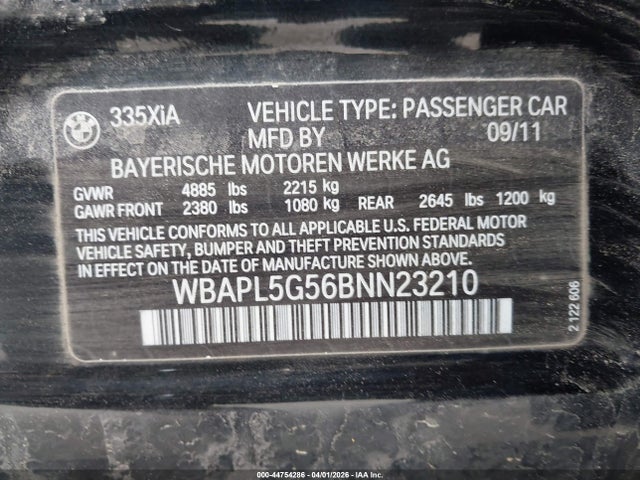 BMW
335XiA VEHICLE TYPE: PASSENGER CAR
MFD BY 09/11
BAYERISCHE MOTOREN WERKE AG
GVWR 4885 lbs 2215 kg
GAWR FRONT 2380 lbs 1080 kg REAR 2645 lbs 1200 kg
THIS VEHICLE CONFORMS TO ALL APPLICABLE U.S. FEDERAL MOTOR
VEHICLE SAFETY, BUMPER AND THEFT PREVENTION STANDARDS
IN EFFECT ON THE DATE OF MANUFACTURE SHOWN ABOVE
WBAPL5G56BNN23210
2 122 606
000-44754286 - 04/01/2026 - IAA Inc.